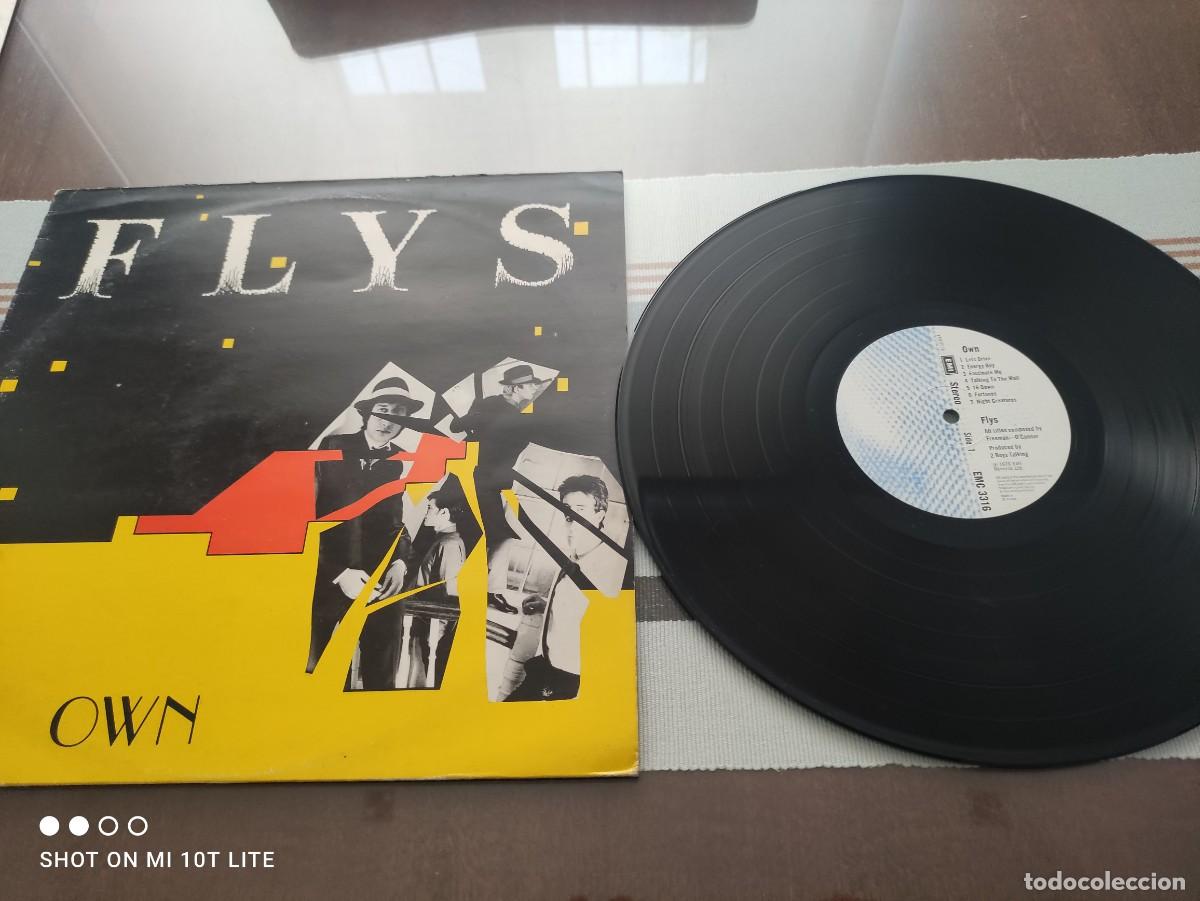 FLYS
OWN
Own
1 Let's Drive
2 Energy Boy
3 Fascinate Me
4 Talking To The Wall
5 16 Down
6 Fortunes
7 Night Creatures
Flys
All titles composed by
Freeman—O'Connor
Produced by
2 Boys Talking
EMI
Stereo
Side 1
EMC 3316
SHOT ON MI 10T LITE
todocoleccion